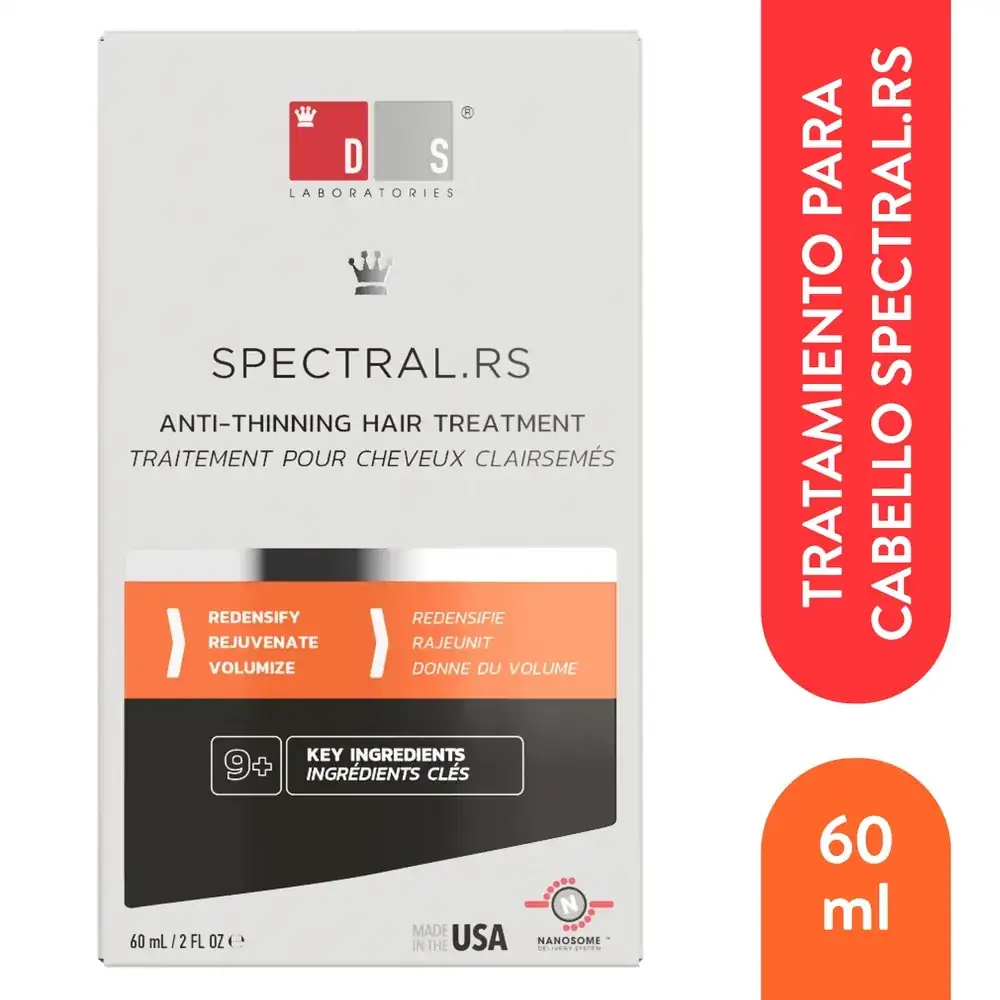 D S ®
LABORATORIES
SPECTRAL.RS
ANTI-THINNING HAIR TREATMENT
TRAITEMENT POUR CHEVEUX CLAIRSEMÉS
REDENSIFY
REJUVENATE
VOLUMIZE
REDENSIFIE
RAJEUNIT
DONNE DU VOLUME
9+
KEY INGREDIENTS
INGRÉDIENTS CLÉS
60 mL / 2 FL OZ ℮
MADE IN THE USA
N
NANOSOME™
DELIVERY SYSTEM
TRATAMIENTO PARA
CABELLO SPECTRAL.RS
60
ml